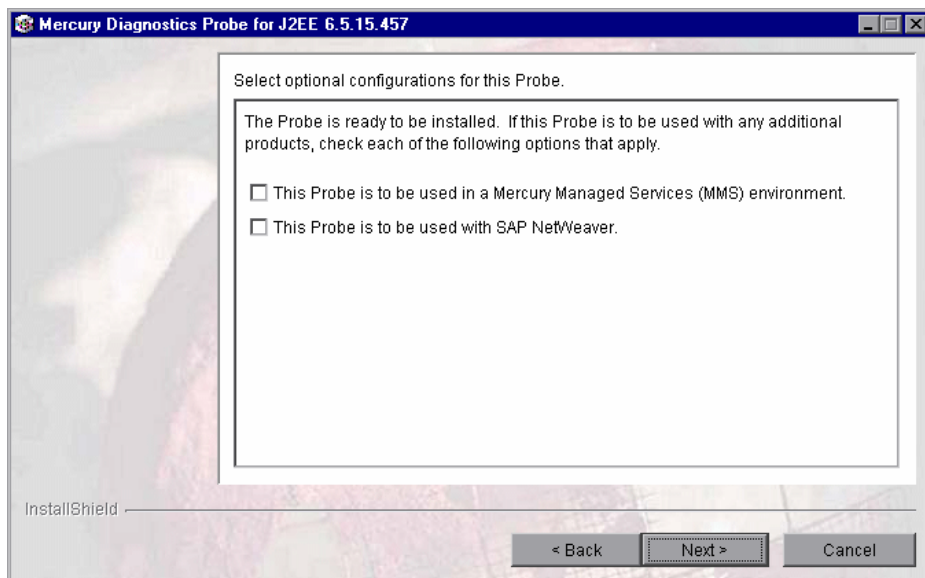 Mercury Diagnostics Probe for J2EE 6.5.15.457
Select optional configurations for this Probe.
The Probe is ready to be installed.  If this Probe is to be used with any additional
products, check each of the following options that apply.
This Probe is to be used in a Mercury Managed Services (MMS) environment.
This Probe is to be used with SAP NetWeaver.
InstallShield
< Back
Next >
Cancel